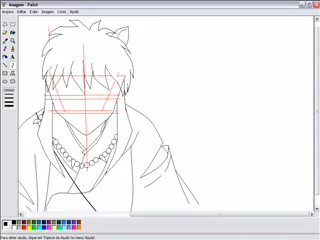 imagem - Paint
Arquivo Editar Exibir Imagem Cores Ajuda
Para obter ajuda, clique em 'Tópicos da Ajuda' no menu 'Ajuda'.